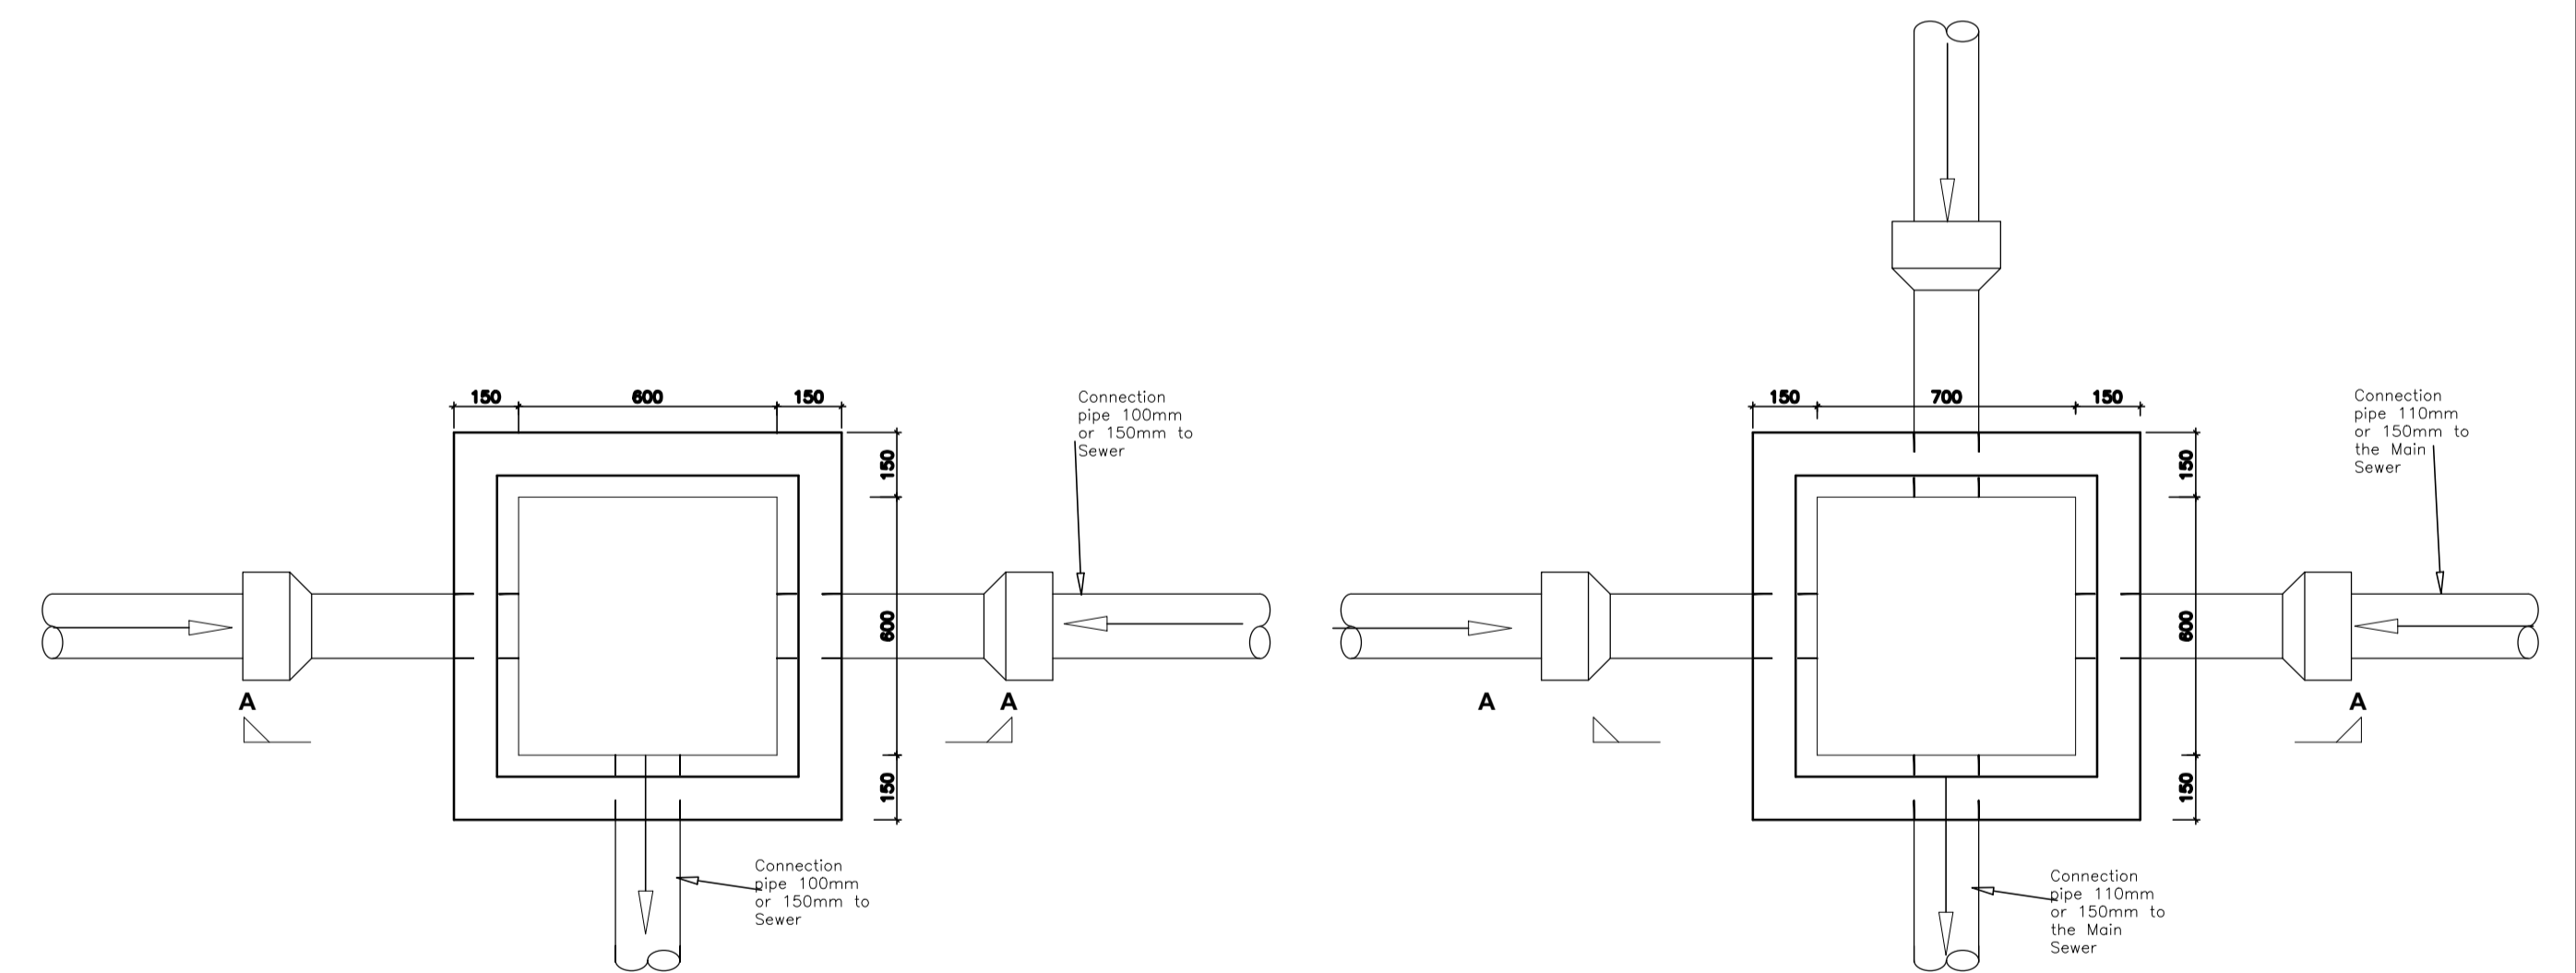 150 600 150
Connection
pipe 100mm
or 150mm to
Sewer
150
600
150
A A
Connection
pipe 100mm
or 150mm to
Sewer
150 700 150
Connection
pipe 110mm
or 150mm to
the Main
Sewer
150
600
150
A A
Connection
pipe 110mm
or 150mm to
the Main
Sewer